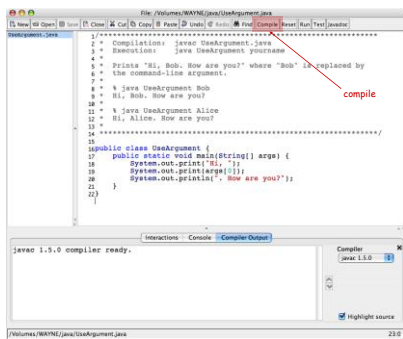 File: /Volumes/WAYNE/java/UseArgument.java
New Open Save Close Cut Copy Paste Undo Redo Find Compile Reset Run Test Javadoc
UseArgument.java
1 /****************************************************************
2 * Compilation: javac UseArgument.java
3 * Execution: java UseArgument yourname
4 *
5 * Prints "Hi, Bob. How are you?" where "Bob" is replaced by
6 * the command-line argument.
7 *
8 * % java UseArgument Bob
9 * Hi, Bob. How are you?
10 *
11 * % java UseArgument Alice
12 * Hi, Alice. How are you?
13 *
14 ****************************************************************/
15
16 public class UseArgument {
17 public static void main(String[] args) {
18 System.out.print("Hi, ");
19 System.out.print(args[0]);
20 System.out.println(". How are you?");
21 }
22 }
compile
Interactions Console Compiler Output
javac 1.5.0 compiler ready.
Compiler
javac 1.5.0
Highlight source
/Volumes/WAYNE/java/UseArgument.java
23:0